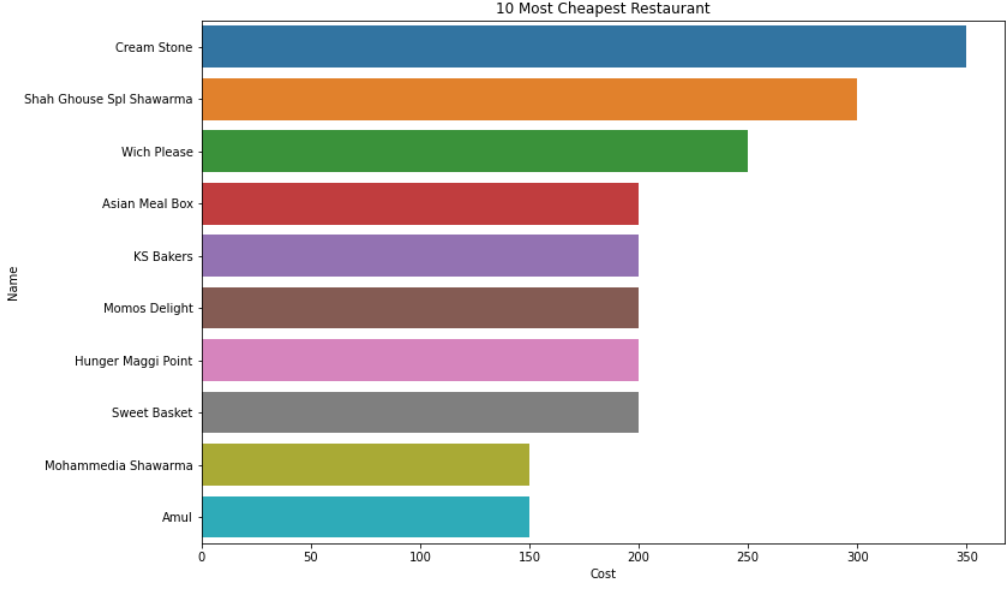 10 Most Cheapest Restaurant
Name
Cream Stone
Shah Ghouse Spl Shawarma
Wich Please
Asian Meal Box
KS Bakers
Momos Delight
Hunger Maggi Point
Sweet Basket
Mohammedia Shawarma
Amul
0 50 100 150 200 250 300 350
Cost